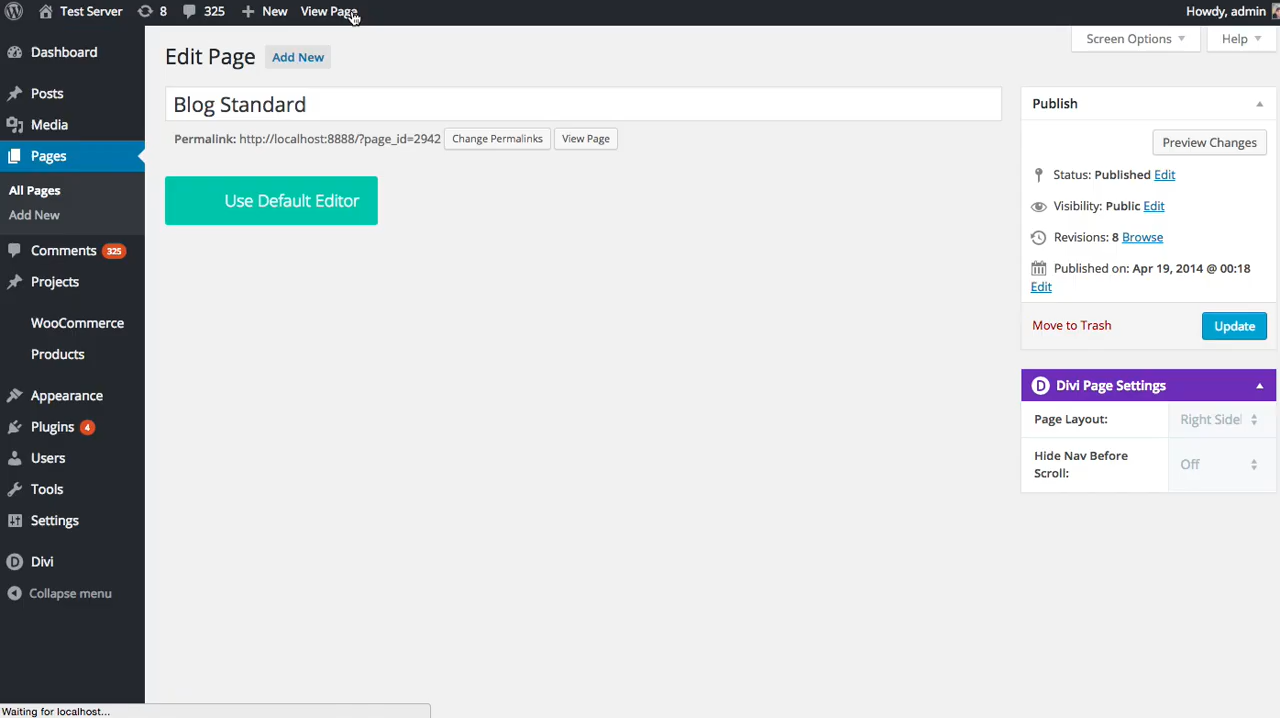 Test Server 8 325 New View Page Howdy, admin
Screen Options Help
Dashboard
Posts
Media
Pages
All Pages
Add New
Comments 325
Projects
WooCommerce
Products
Appearance
Plugins 4
Users
Tools
Settings
Divi
Collapse menu
Edit Page Add New
Blog Standard
Permalink: http://localhost:8888/?page_id=2942 Change Permalinks View Page
Use Default Editor
Publish
Preview Changes
Status: Published Edit
Visibility: Public Edit
Revisions: 8 Browse
Published on: Apr 19, 2014 @ 00:18
Edit
Move to Trash Update
Divi Page Settings
Page Layout: Right Sidel
Hide Nav Before
Scroll: Off
Waiting for localhost...